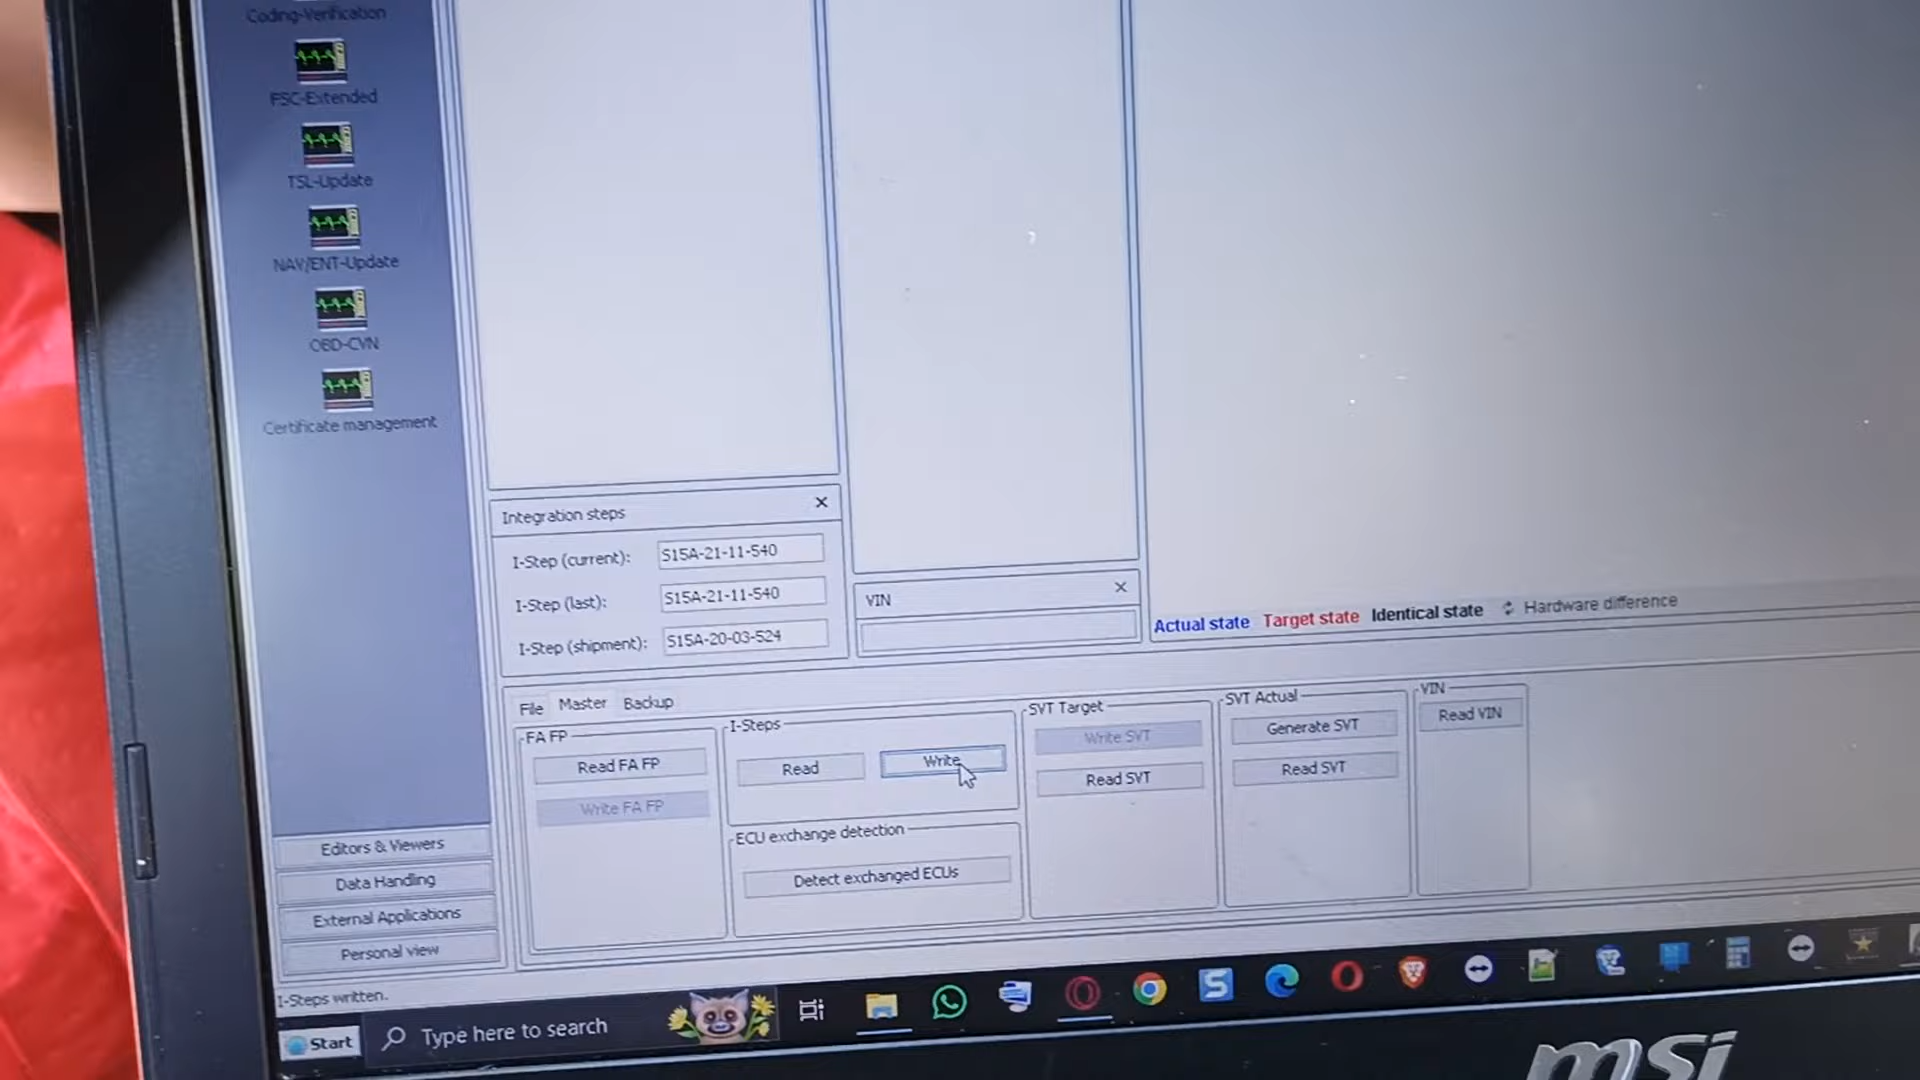 Coding-Verification
FSC-Extended
TSL-Update
NAV/ENT-Update
OBD-CVN
Certificate management
Integration steps
I-Step (current): S15A-21-11-540
I-Step (last): S15A-21-11-540
I-Step (shipment): S15A-20-03-524
VIN
Actual state Target state Identical state Hardware difference
File Master Backup
FA FP
Read FA FP
Write FA FP
I-Steps
Read Write
ECU exchange detection
Detect exchanged ECUs
SVT Target
Write SVT
Read SVT
SVT Actual
Generate SVT
Read SVT
VIN
Read VIN
Editors & Viewers
Data Handling
External Applications
Personal view
I-Steps written.
Start
Type here to search
S
msi